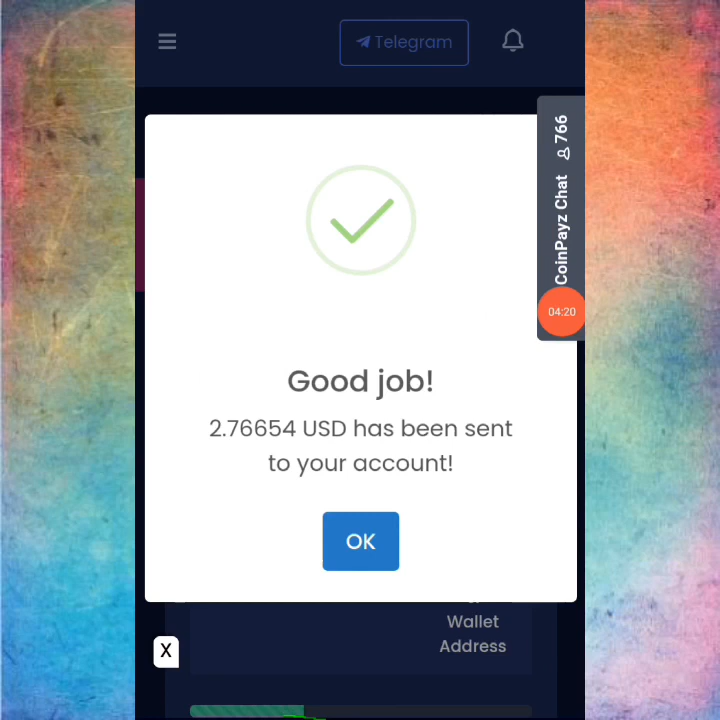 Telegram
CoinPayz Chat 766
04:20
Good job!
2.76654 USD has been sent
to your account!
OK
Wallet
Address
X